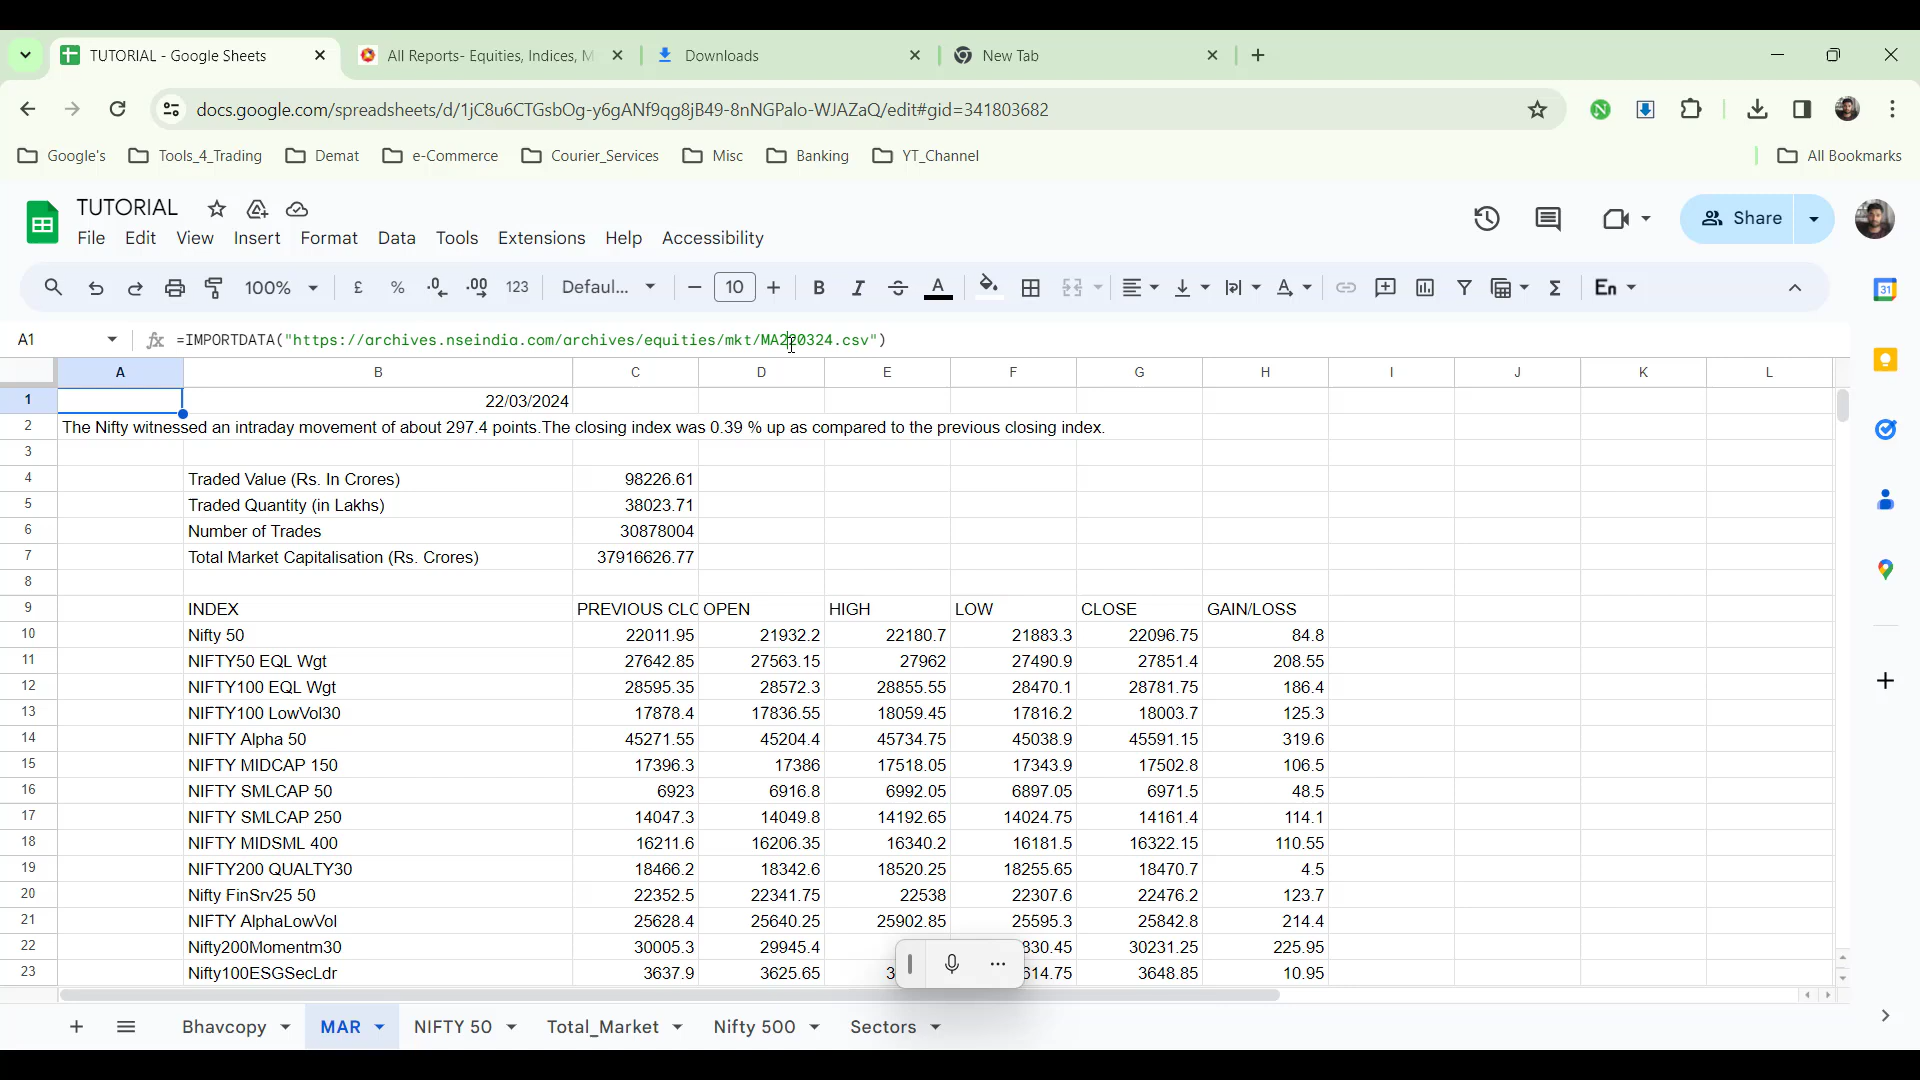 TUTORIAL - Google Sheets
All Reports- Equities, Indices, M
Downloads
New Tab
docs.google.com/spreadsheets/d/1jC8u6CTGsbOg-y6gANf9qg8jB49-8nNGPalo-WJAZaQ/edit#gid=341803682
Google's Tools_4_Trading Demat e-Commerce Courier_Services Misc Banking YT_Channel All Bookmarks
TUTORIAL
Share
File Edit View Insert Format Data Tools Extensions Help Accessibility
100% £ % .0 .00 123 Defaul... 10 B I A En
A1 =IMPORTDATA("https://archives.nseindia.com/archives/equities/mkt/MA220324.csv")
A B C D E F G H I J K L
1 22/03/2024
2 The Nifty witnessed an intraday movement of about 297.4 points.The closing index was 0.39 % up as compared to the previous closing index.
3
4 Traded Value (Rs. In Crores) 98226.61
5 Traded Quantity (in Lakhs) 38023.71
6 Number of Trades 30878004
7 Total Market Capitalisation (Rs. Crores) 37916626.77
8
9 INDEX PREVIOUS CLO OPEN HIGH LOW CLOSE GAIN/LOSS
10 Nifty 50 22011.95 21932.2 22180.7 21883.3 22096.75 84.8
11 NIFTY50 EQL Wgt 27642.85 27563.15 27962 27490.9 27851.4 208.55
12 NIFTY100 EQL Wgt 28595.35 28572.3 28855.55 28470.1 28781.75 186.4
13 NIFTY100 LowVol30 17878.4 17836.55 18059.45 17816.2 18003.7 125.3
14 NIFTY Alpha 50 45271.55 45204.4 45734.75 45038.9 45591.15 319.6
15 NIFTY MIDCAP 150 17396.3 17386 17518.05 17343.9 17502.8 106.5
16 NIFTY SMLCAP 50 6923 6916.8 6992.05 6897.05 6971.5 48.5
17 NIFTY SMLCAP 250 14047.3 14049.8 14192.65 14024.75 14161.4 114.1
18 NIFTY MIDSML 400 16211.6 16206.35 16340.2 16181.5 16322.15 110.55
19 NIFTY200 QUALTY30 18466.2 18342.6 18520.25 18255.65 18470.7 4.5
20 Nifty FinSrv25 50 22352.5 22341.75 22538 22307.6 22476.2 123.7
21 NIFTY AlphaLowVol 25628.4 25640.25 25902.85 25595.3 25842.8 214.4
22 Nifty200Momentm30 30005.3 29945.4 830.45 30231.25 225.95
23 Nifty100ESGSecLdr 3637.9 3625.65 3 614.75 3648.85 10.95
Bhavcopy MAR NIFTY 50 Total_Market Nifty 500 Sectors